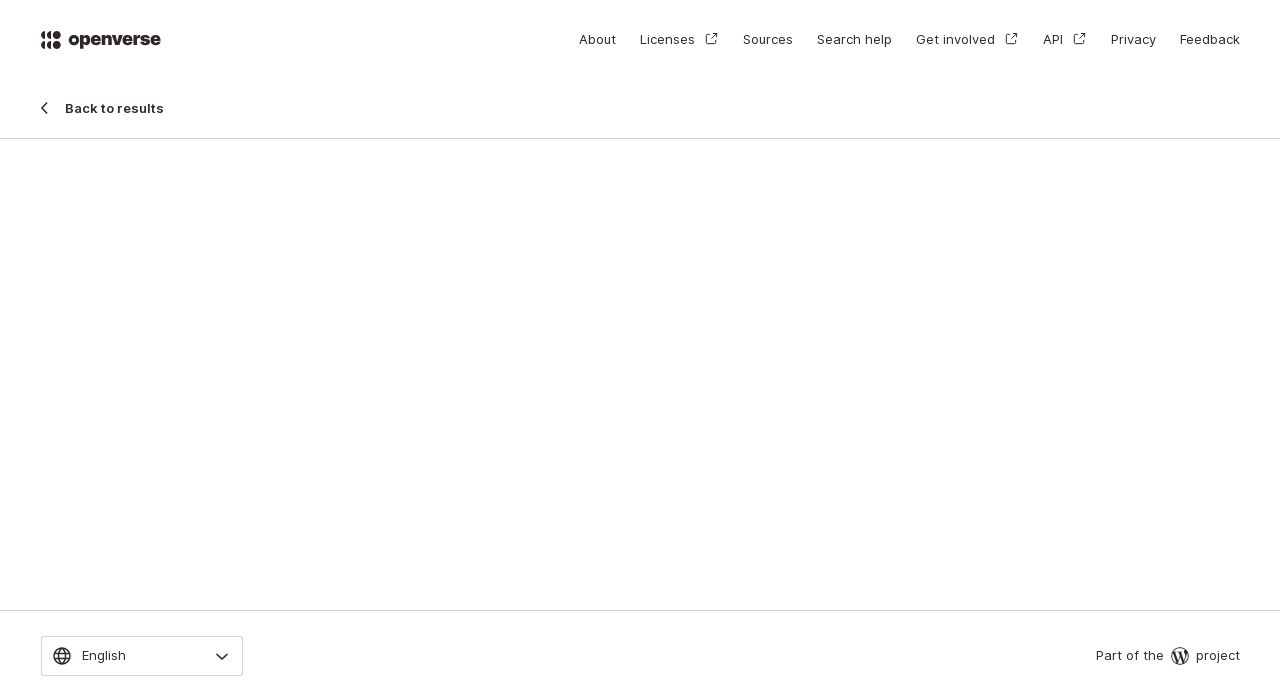 openverse
About Licenses Sources Search help Get involved API Privacy Feedback
Back to results
English
Part of the project